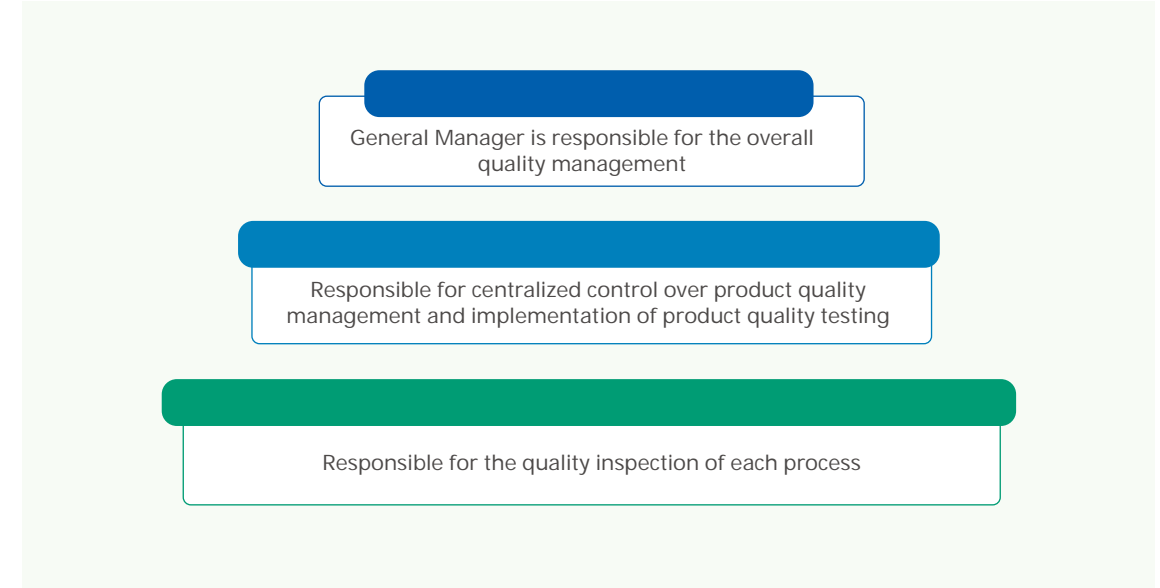 General Manager is responsible for the overall
quality management
Responsible for centralized control over product quality
management and implementation of product quality testing
Responsible for the quality inspection of each process